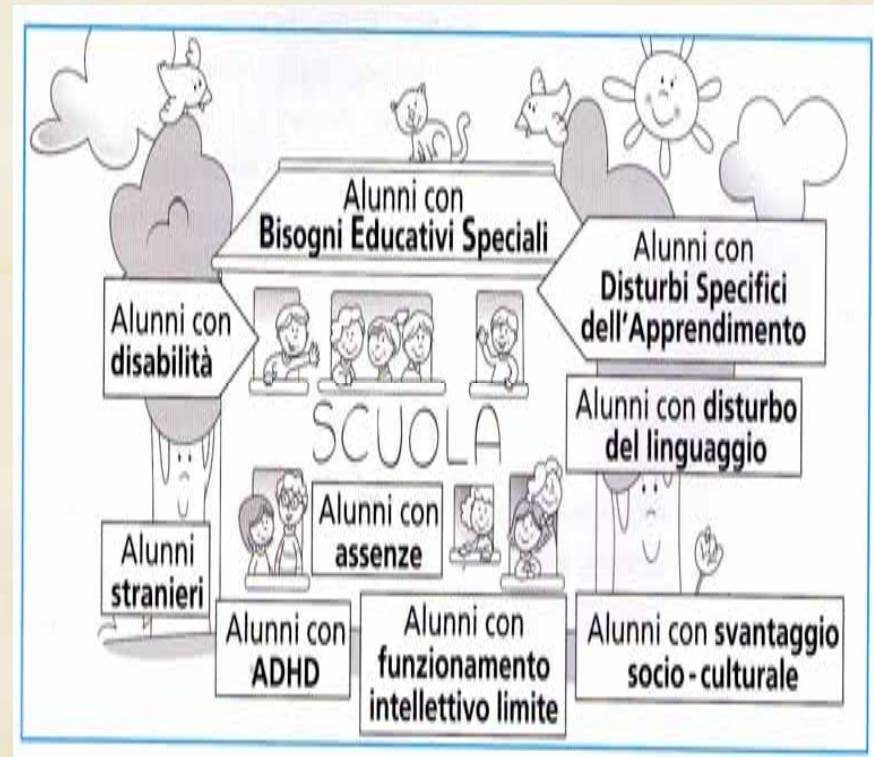 Alunni con
Bisogni Educativi Speciali
Alunni con
Disturbi Specifici
dell'Apprendimento
Alunni con
disabilità
Alunni con disturbo
del linguaggio
SCUOLA
Alunni con
assenze
Alunni
stranieri
Alunni con
ADHD
Alunni con
funzionamento
intellettivo limite
Alunni con svantaggio
socio-culturale